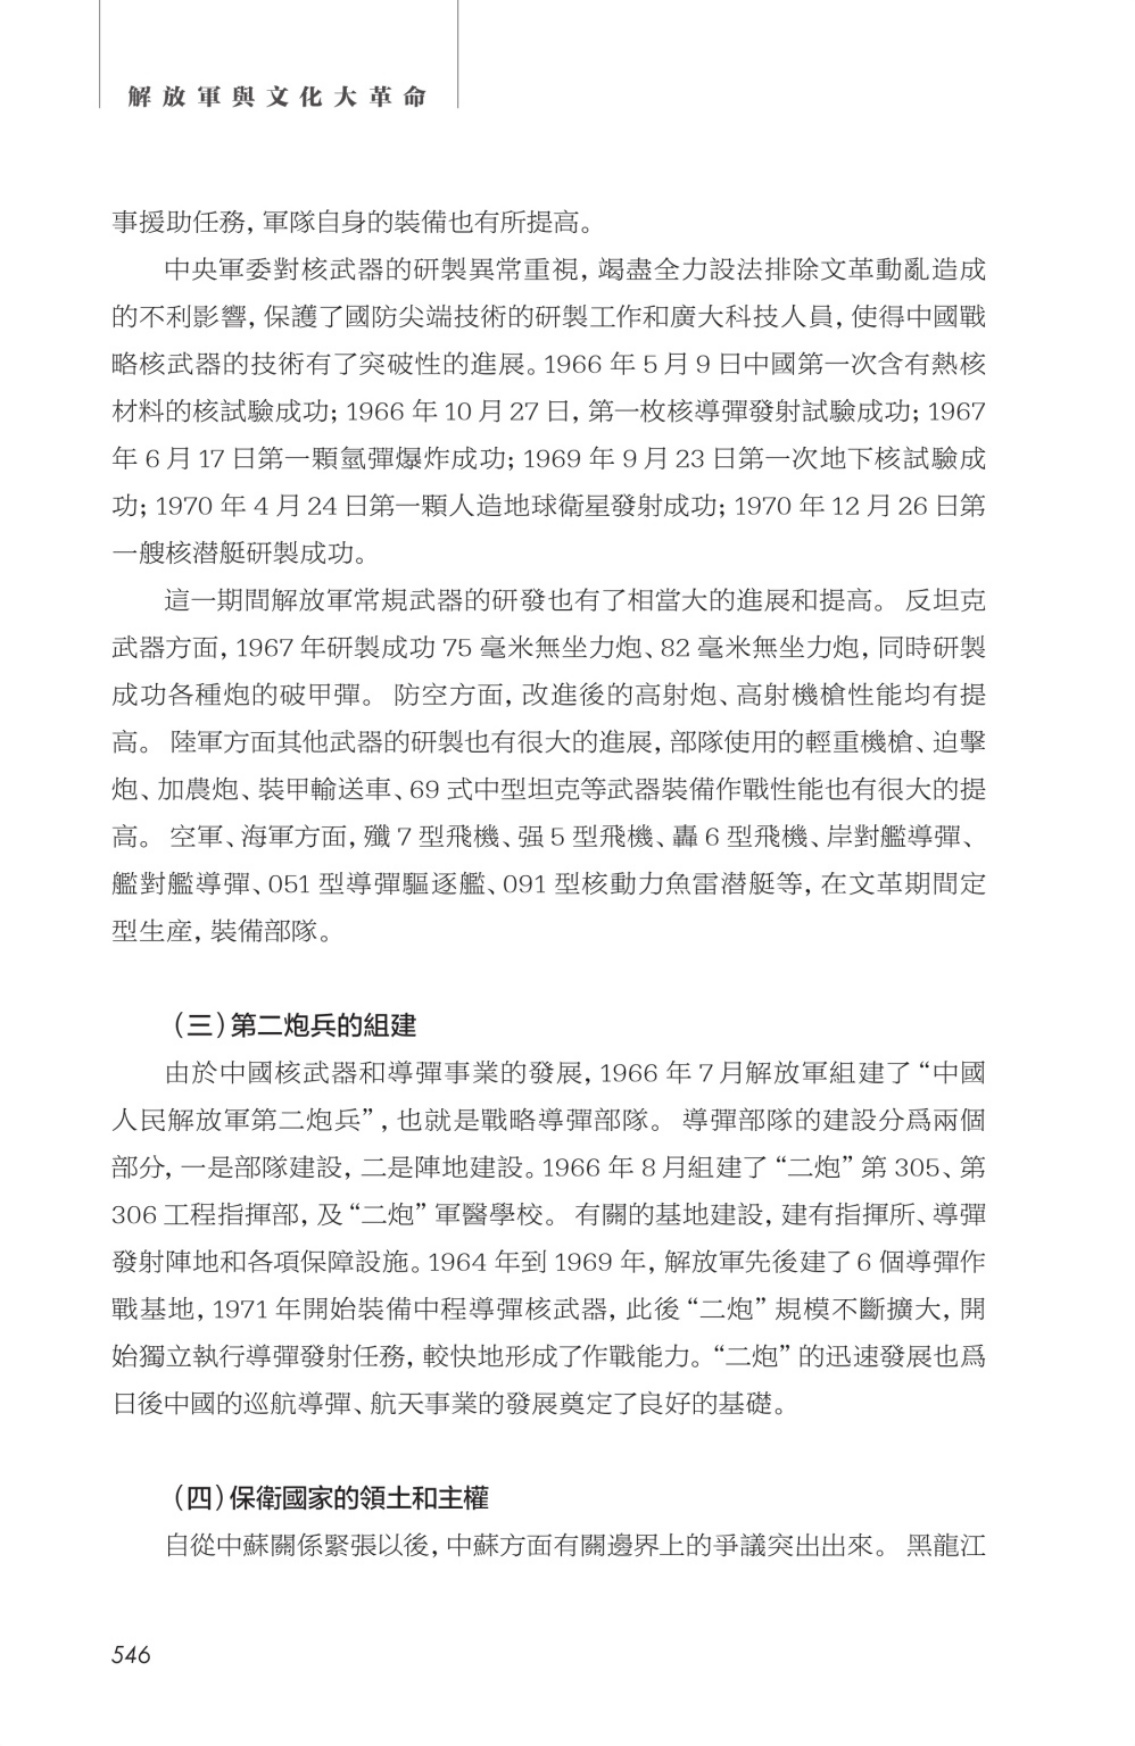 解放軍與文化大革命
事援助任務，軍隊自身的裝備也有所提高。
中央軍委對核武器的研製異常重視，竭盡全力設法排除文革動亂造成
的不利影響，保護了國防尖端技術的研製工作和廣大科技人員，使得中國戰
略核武器的技術有了突破性的進展。1966 年 5 月 9 日中國第一次含有熱核
材料的核試驗成功；1966 年 10 月 27 日，第一枚核導彈發射試驗成功；1967
年 6 月 17 日第一顆氫彈爆炸成功；1969 年 9 月 23 日第一次地下核試驗成
功；1970 年 4 月 24 日第一顆人造地球衛星發射成功；1970 年 12 月 26 日第
一艘核潛艇研製成功。
這一期間解放軍常規武器的研發也有了相當大的進展和提高。 反坦克
武器方面，1967 年研製成功 75 毫米無坐力炮、82 毫米無坐力炮，同時研製
成功各種炮的破甲彈。 防空方面，改進後的高射炮、高射機槍性能均有提
高。 陸軍方面其他武器的研製也有很大的進展，部隊使用的輕重機槍、迫擊
炮、加農炮、裝甲輸送車、69 式中型坦克等武器裝備作戰性能也有很大的提
高。 空軍、海軍方面，殲 7 型飛機、强 5 型飛機、轟 6 型飛機、岸對艦導彈、
艦對艦導彈、051 型導彈驅逐艦、091 型核動力魚雷潛艇等，在文革期間定
型生産，裝備部隊。
（三）第二炮兵的組建
由於中國核武器和導彈事業的發展，1966 年 7 月解放軍組建了“中國
人民解放軍第二炮兵”，也就是戰略導彈部隊。 導彈部隊的建設分爲兩個
部分，一是部隊建設，二是陣地建設。1966 年 8 月組建了“二炮”第 305、第
306 工程指揮部，及“二炮”軍醫學校。 有關的基地建設，建有指揮所、導彈
發射陣地和各項保障設施。1964 年到 1969 年，解放軍先後建了 6 個導彈作
戰基地，1971 年開始裝備中程導彈核武器，此後“二炮”規模不斷擴大，開
始獨立執行導彈發射任務，較快地形成了作戰能力。“二炮”的迅速發展也爲
日後中國的巡航導彈、航天事業的發展奠定了良好的基礎。
（四）保衛國家的領土和主權
自從中蘇關係緊張以後，中蘇方面有關邊界上的爭議突出出來。 黑龍江
546